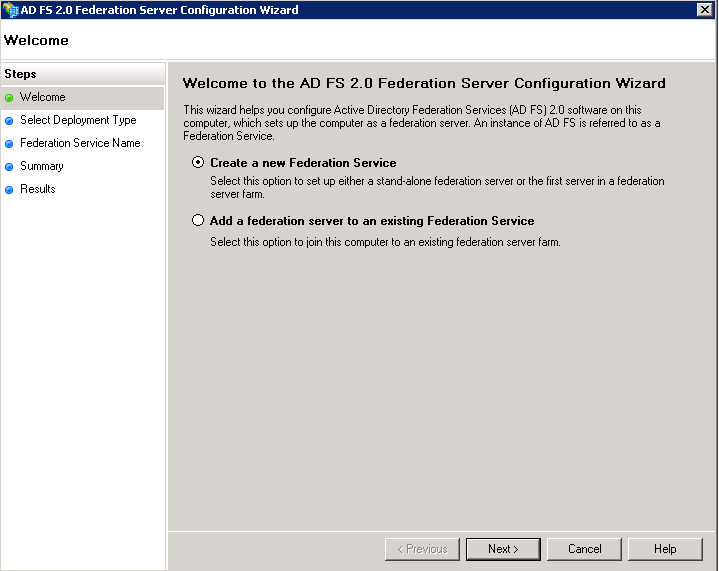 AD FS 2.0 Federation Server Configuration Wizard
Welcome
Steps
Welcome
Select Deployment Type
Federation Service Name
Summary
Results
Welcome to the AD FS 2.0 Federation Server Configuration Wizard
This wizard helps you configure Active Directory Federation Services (AD FS) 2.0 software on this
computer, which sets up the computer as a federation server. An instance of AD FS is referred to as a
Federation Service.
Create a new Federation Service
Select this option to set up either a stand-alone federation server or the first server in a federation
server farm.
Add a federation server to an existing Federation Service
Select this option to join this computer to an existing federation server farm.
< Previous
Next >
Cancel
Help